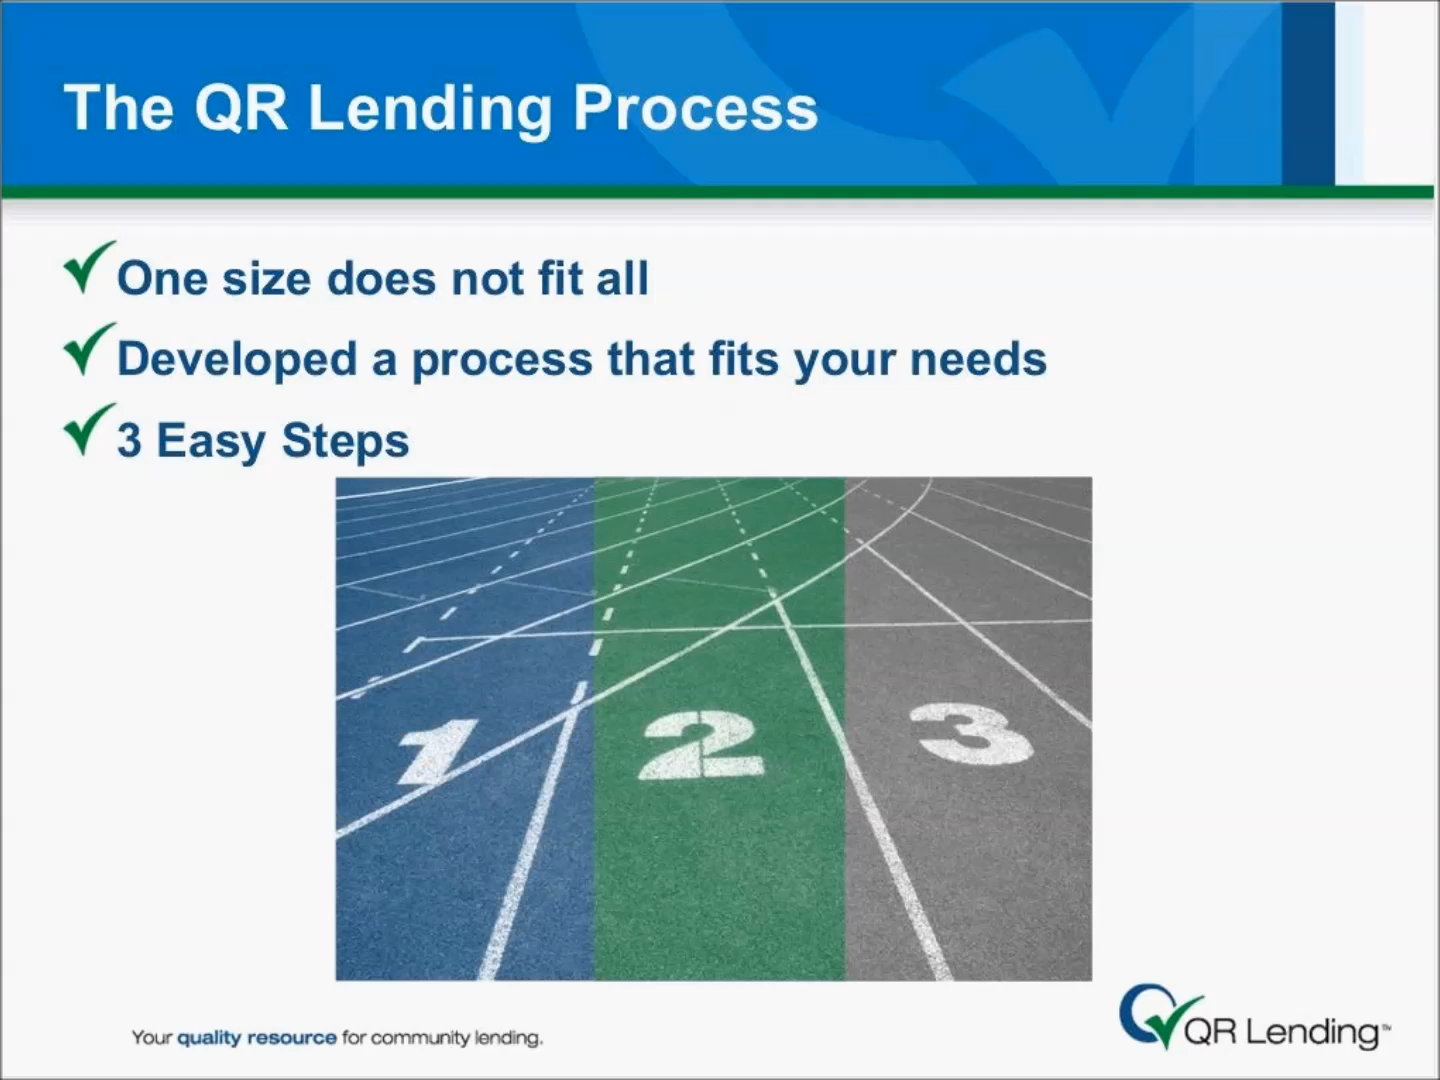 The QR Lending Process
One size does not fit all
Developed a process that fits your needs
3 Easy Steps
1 2 3
Your quality resource for community lending.
QR Lending™